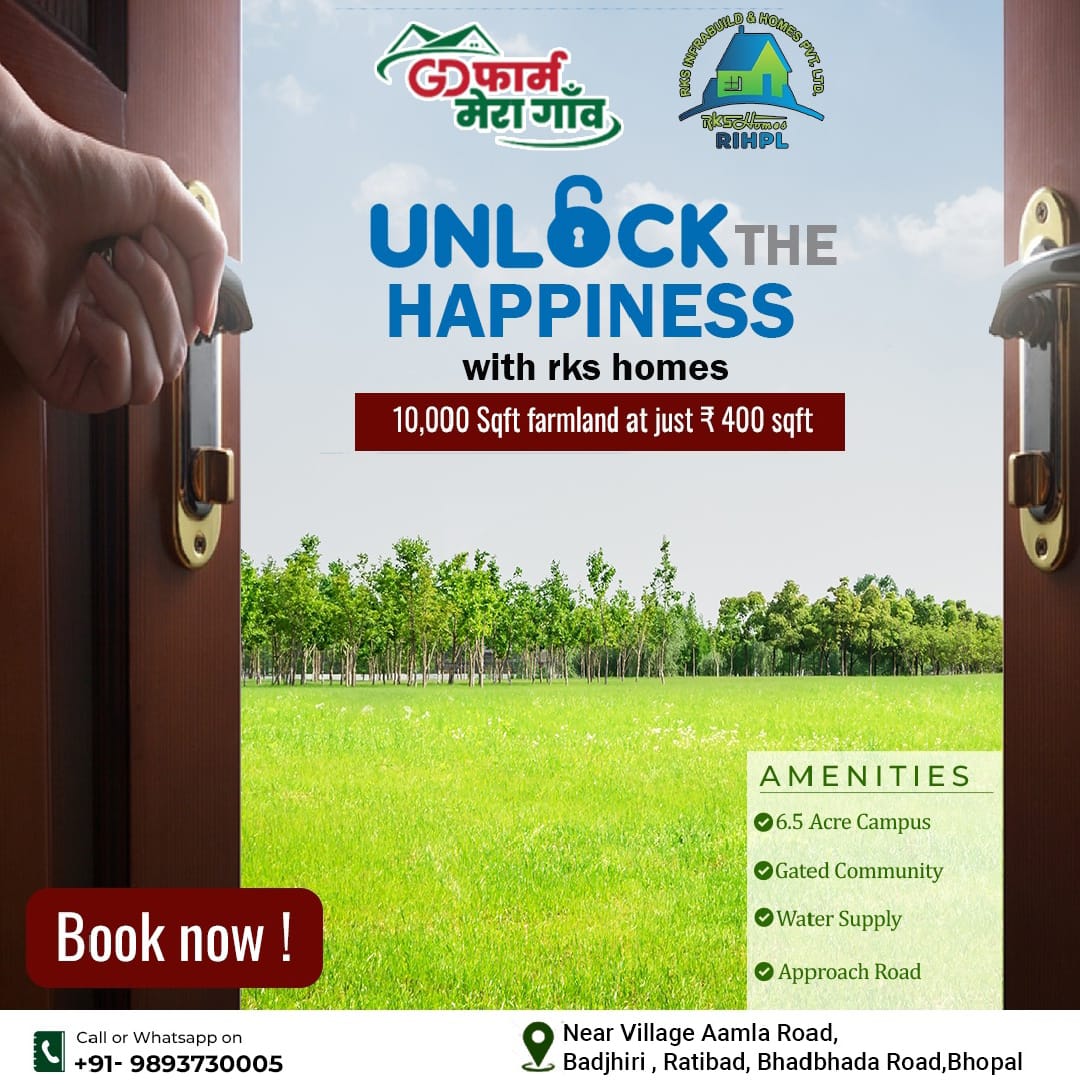 GD फार्म
मेरा गाँव
RKS INFRABUILD & HOMES PVT. LTD.
RKS Homes
RIHPL
UNLOCK THE
HAPPINESS
with rks homes
10,000 Sqft farmland at just ₹ 400 sqft
AMENITIES
6.5 Acre Campus
Gated Community
Water Supply
Approach Road
Book now !
Call or Whatsapp on
+91- 9893730005
Near Village Aamla Road,
Badjhiri , Ratibad, Bhadbhada Road,Bhopal